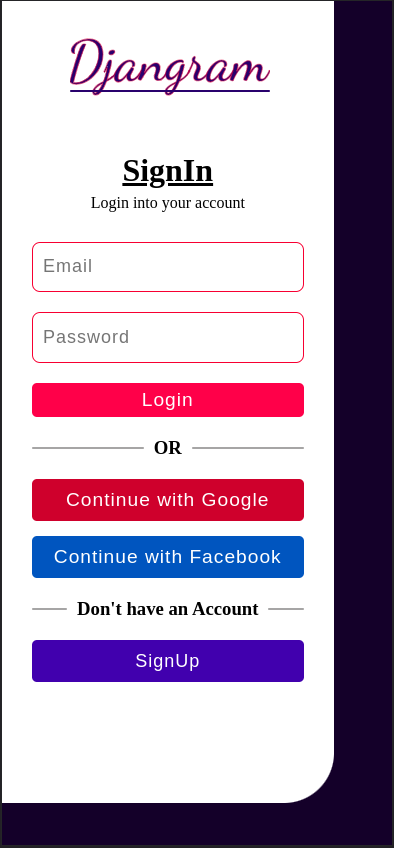 Djangram
SignIn
Login into your account
Email
Password
Login
OR
Continue with Google
Continue with Facebook
Don't have an Account
SignUp